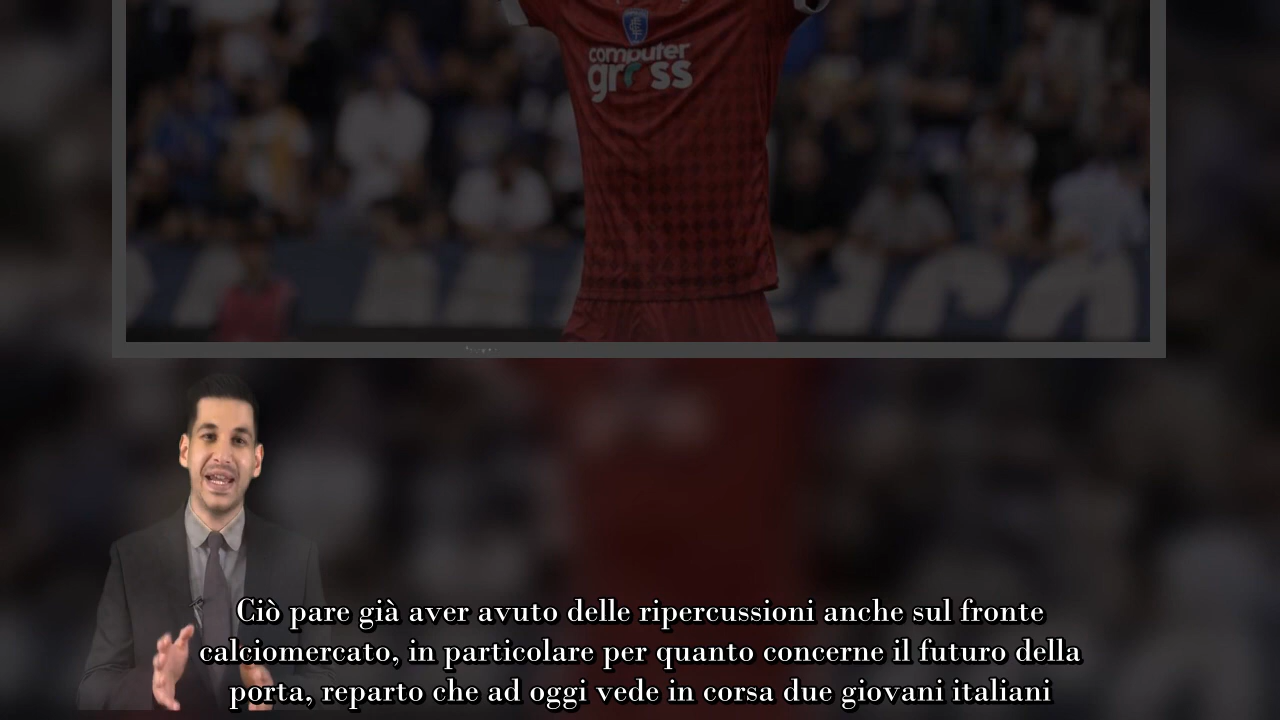 computer
gross
Ciò pare già aver avuto delle ripercussioni anche sul fronte
calciomercato, in particolare per quanto concerne il futuro della
porta, reparto che ad oggi vede in corsa due giovani italiani